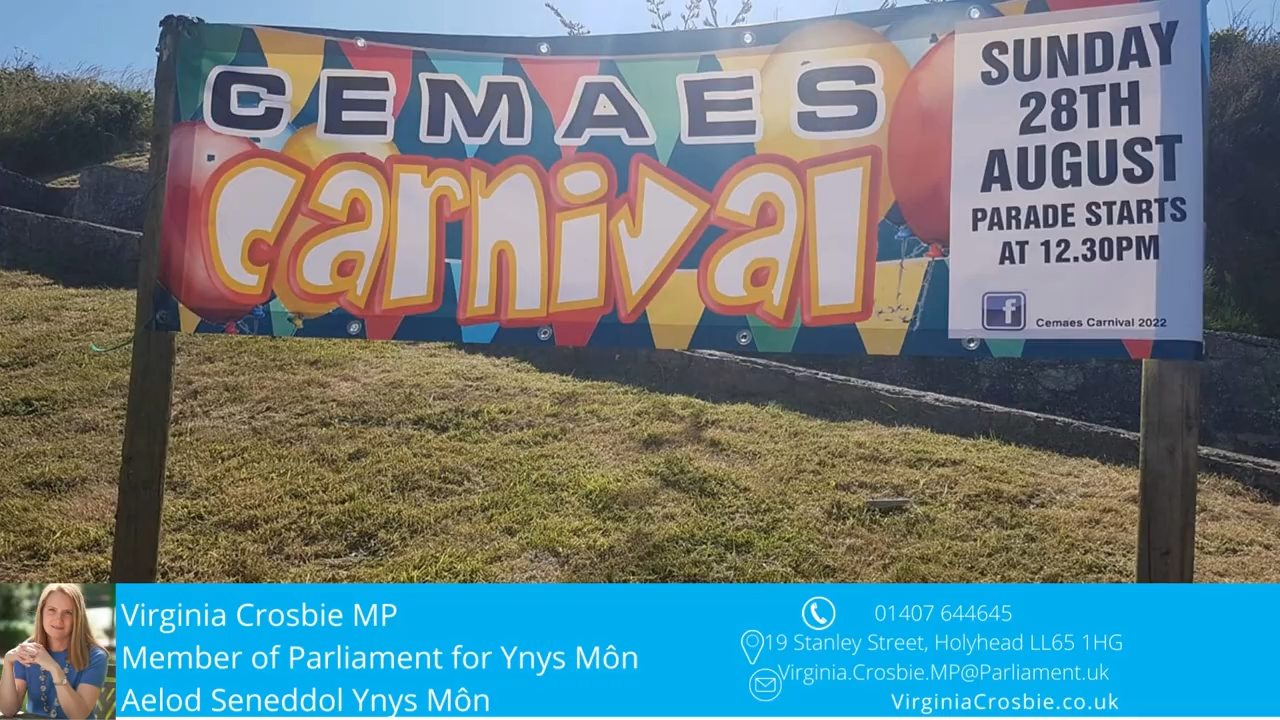 CEMAES
carnival
SUNDAY
28TH
AUGUST
PARADE STARTS
AT 12.30PM
f
Cemaes Carnival 2022
Virginia Crosbie MP
Member of Parliament for Ynys Môn
Aelod Seneddol Ynys Môn
01407 644645
19 Stanley Street, Holyhead LL65 1HG
Virginia.Crosbie.MP@Parliament.uk
VirginiaCrosbie.co.uk